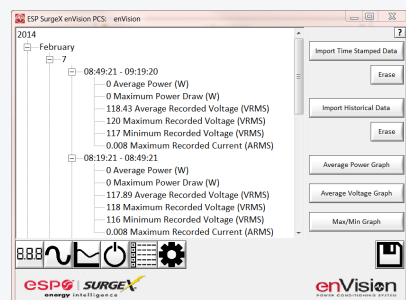 ESP SurgeX enVision PCS: enVision
2014
?
February
7
08:49:21 - 09:19:20
0 Average Power (W)
0 Maximum Power Draw (W)
118.43 Average Recorded Voltage (VRMS)
120 Maximum Recorded Voltage (VRMS)
117 Minimum Recorded Voltage (VRMS)
0.008 Maximum Recorded Current (ARMS)
08:19:21 - 08:49:21
0 Average Power (W)
0 Maximum Power Draw (W)
117.89 Average Recorded Voltage (VRMS)
118 Maximum Recorded Voltage (VRMS)
116 Minimum Recorded Voltage (VRMS)
0.008 Maximum Recorded Current (ARMS)
Import Time Stamped Data
Erase
Import Historical Data
Erase
Average Power Graph
Average Voltage Graph
Max/Min Graph
8.8.8
ESP SURGEX
energy intelligence
enVision
POWER CONDITIONING SYSTEM